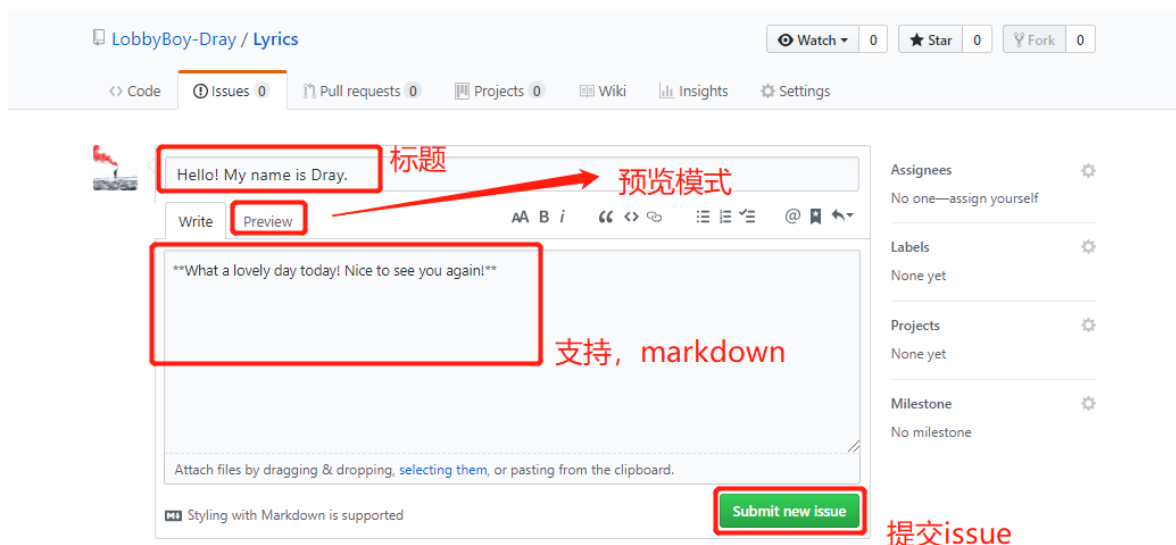 LobbyBoy-Dray / Lyrics
Watch 0 Star 0 Fork 0
Code Issues 0 Pull requests 0 Projects 0 Wiki Insights Settings
标题
Hello! My name is Dray.
预览模式
Write Preview
AA B i
**What a lovely day today! Nice to see you again!**
支持，markdown
Attach files by dragging & dropping, selecting them, or pasting from the clipboard.
Styling with Markdown is supported
Submit new issue
提交issue
Assignees
No one—assign yourself
Labels
None yet
Projects
None yet
Milestone
No milestone